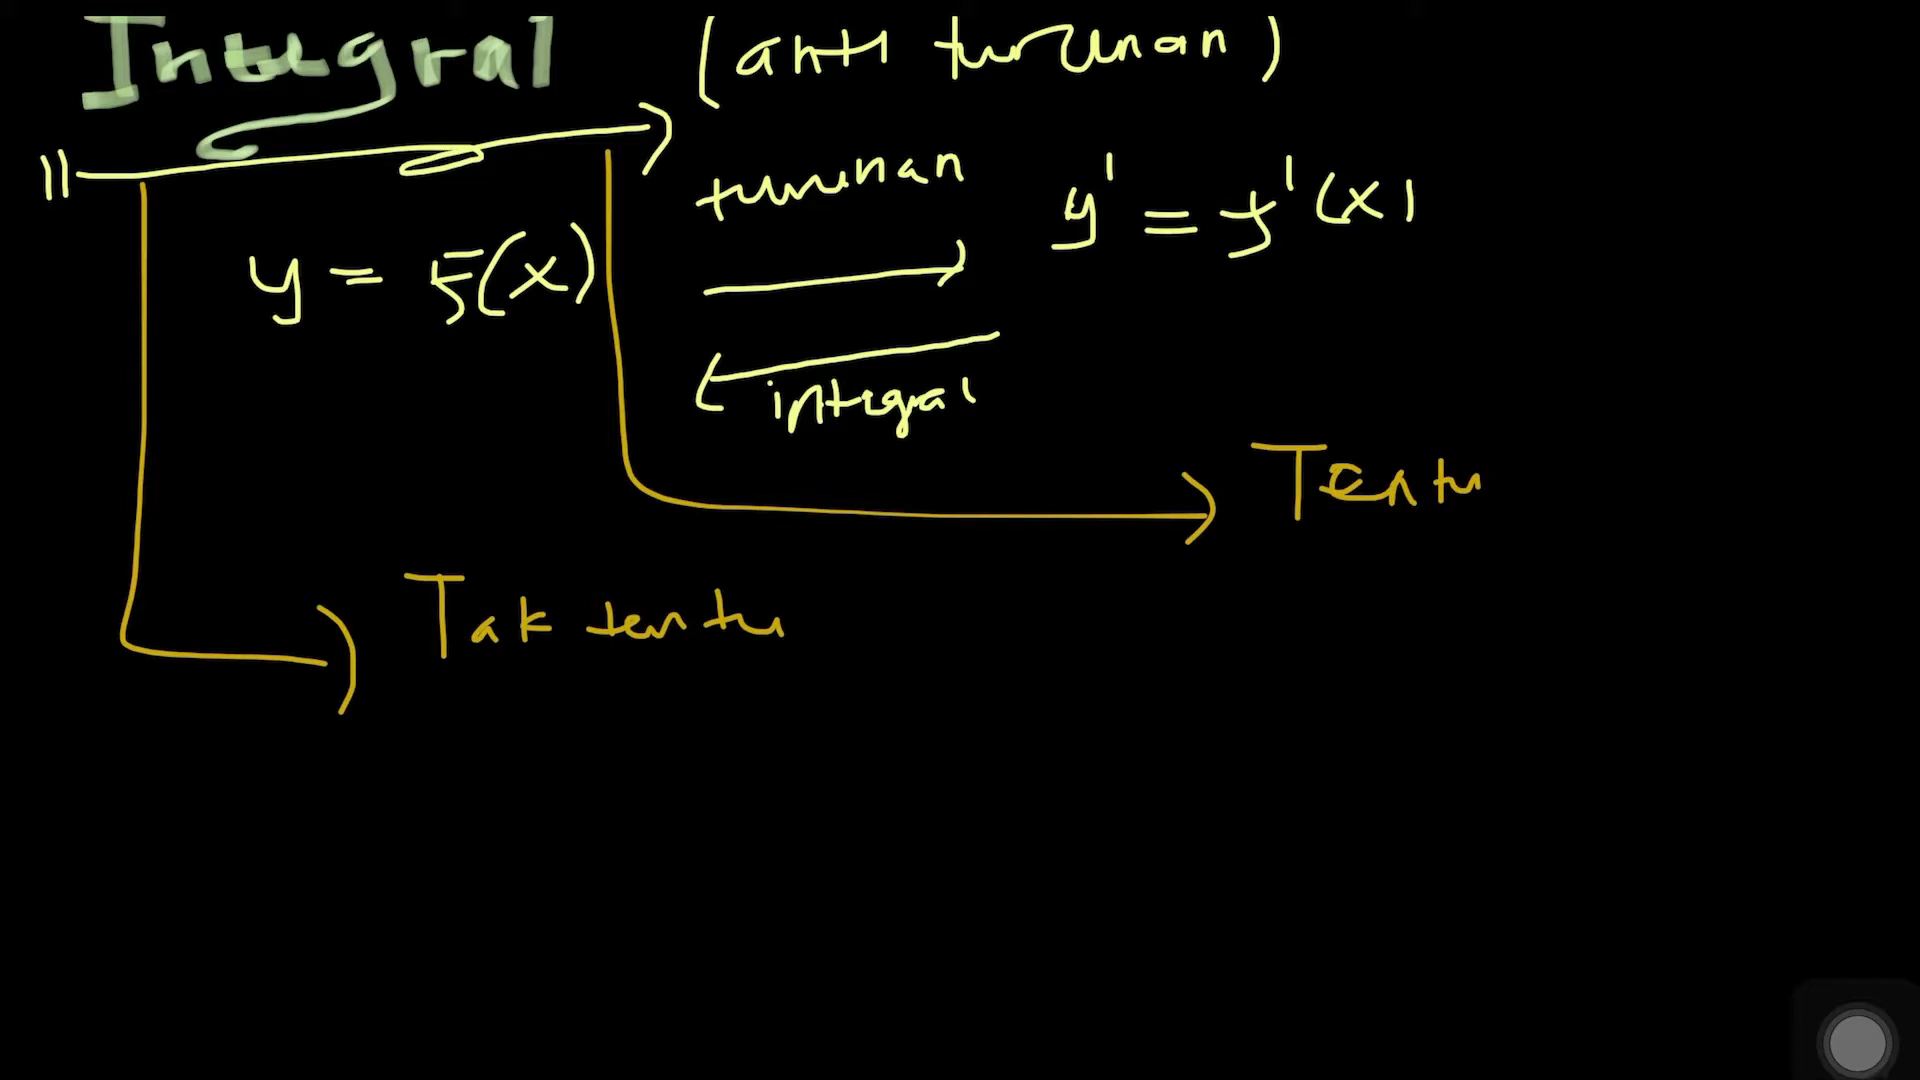 Integral (anti turunan)
turunan
y = f(x) y' = f'(x)
integral
Tentu
Tak tentu